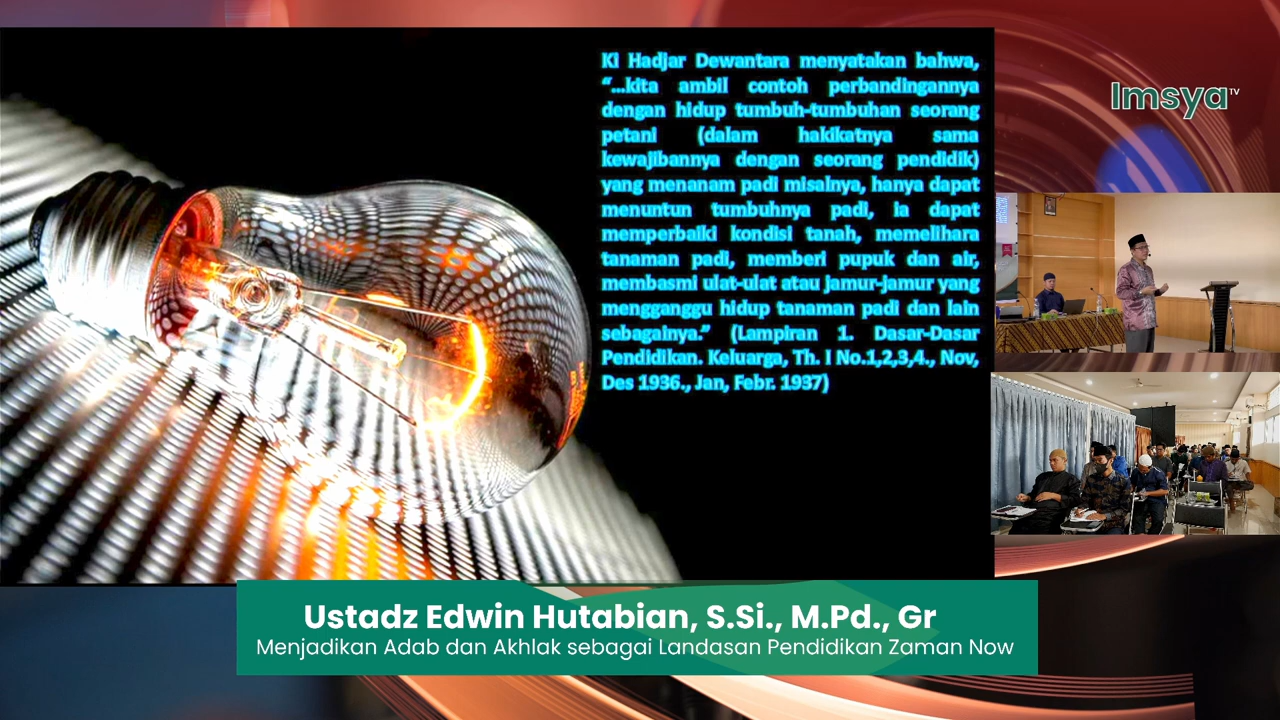 Ki Hadjar Dewantara menyatakan bahwa,
“...kita ambil contoh perbandingannya
dengan hidup tumbuh-tumbuhan seorang
petani (dalam hakikatnya sama
kewajibannya dengan seorang pendidik)
yang menanam padi misalnya, hanya dapat
menuntun tumbuhnya padi, ia dapat
memperbaiki kondisi tanah, memelihara
tanaman padi, memberi pupuk dan air,
membasmi ulat-ulat atau jamur-jamur yang
mengganggu hidup tanaman padi dan lain
sebagainya.” (Lampiran 1. Dasar-Dasar
Pendidikan. Keluarga, Th. I No.1,2,3,4., Nov,
Des 1936., Jan, Febr. 1937)
Imsya TV
Ustadz Edwin Hutabian, S.Si., M.Pd., Gr
Menjadikan Adab dan Akhlak sebagai Landasan Pendidikan Zaman Now